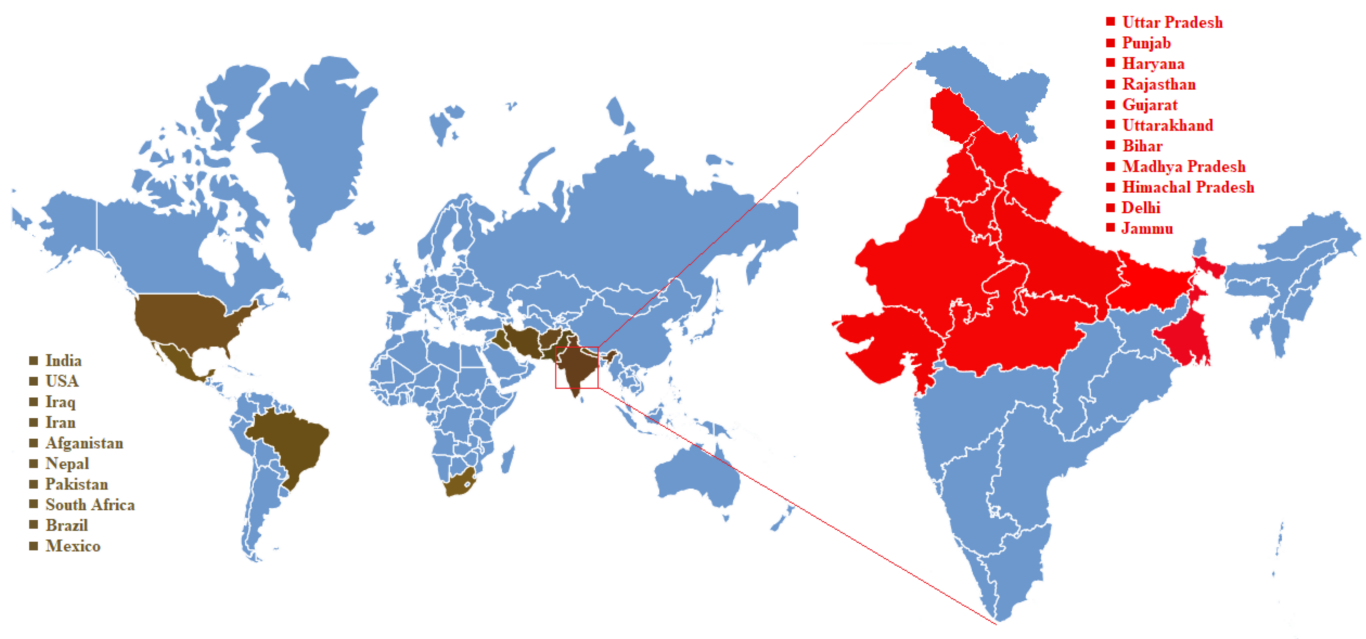 Uttar Pradesh
Punjab
Haryana
Rajasthan
Gujarat
Uttarakhand
Bihar
Madhya Pradesh
Himachal Pradesh
Delhi
Jammu
India
USA
Iraq
Iran
Afganistan
Nepal
Pakistan
South Africa
Brazil
Mexico